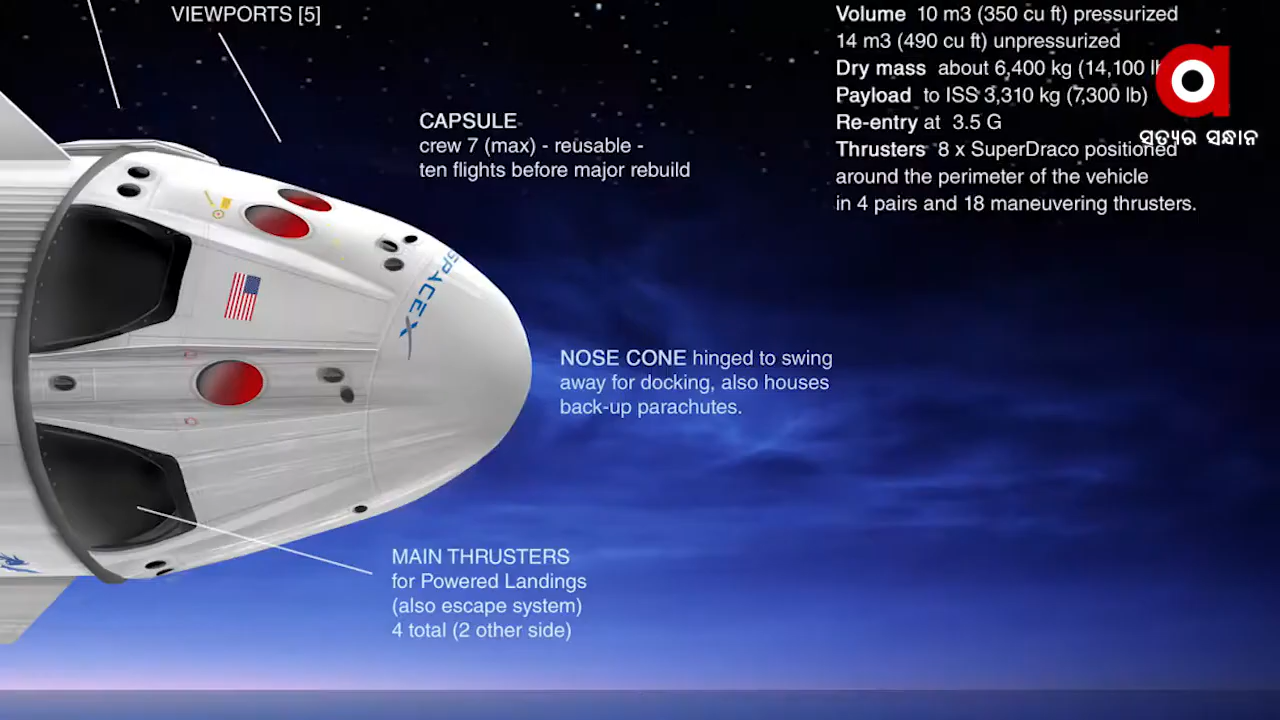 VIEWPORTS [5]
Volume 10 m3 (350 cu ft) pressurized
14 m3 (490 cu ft) unpressurized
Dry mass about 6,400 kg (14,100 lb
Payload to ISS 3,310 kg (7,300 lb)
Re-entry at 3.5 G
Thrusters 8 x SuperDraco positioned
around the perimeter of the vehicle
in 4 pairs and 18 maneuvering thrusters.
ସତ୍ୟର ସନ୍ଧାନ
CAPSULE
crew 7 (max) - reusable -
ten flights before major rebuild
SPACEX
NOSE CONE hinged to swing
away for docking, also houses
back-up parachutes.
MAIN THRUSTERS
for Powered Landings
(also escape system)
4 total (2 other side)